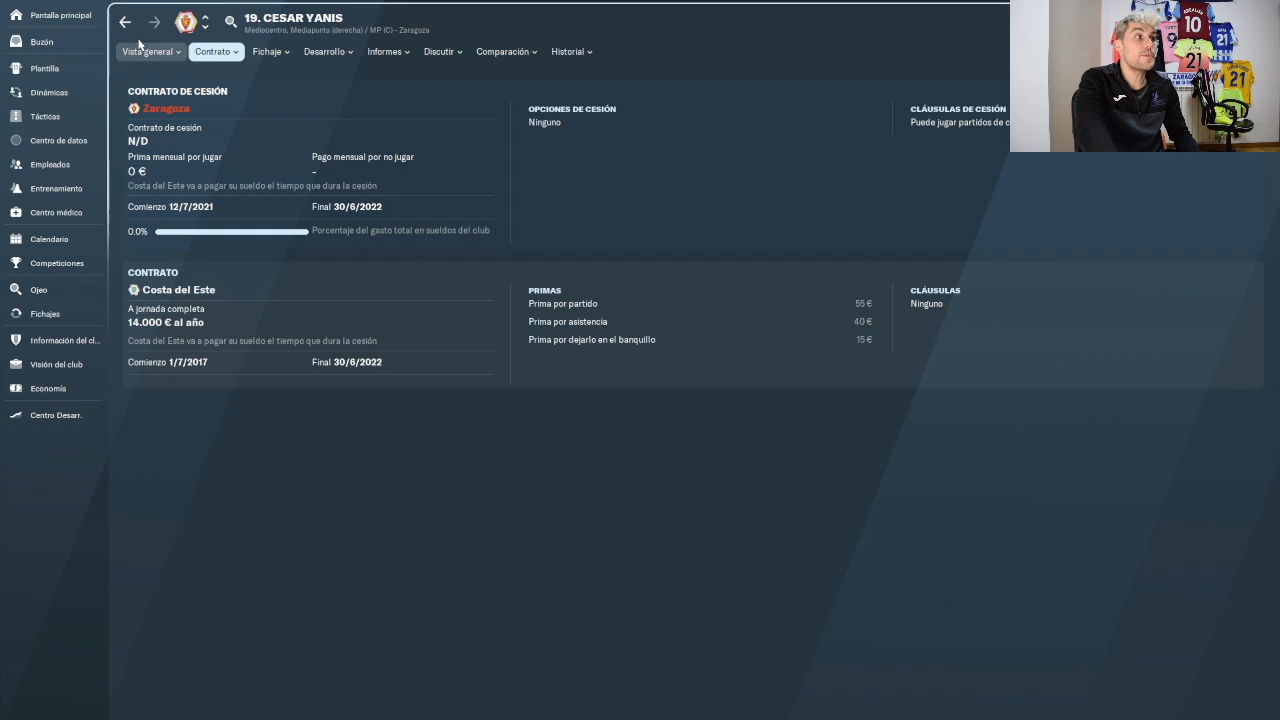 Pantalla principal
Buzón
Plantilla
Dinámicas
Tácticas
Centro de datos
Empleados
Entrenamiento
Centro médico
Calendario
Competiciones
Ojeo
Fichajes
Información del cl...
Visión del club
Economía
Centro Desarr.
19. CESAR YANIS
Mediocentro, Mediapunta (derecha) / MP (C) - Zaragoza
Vista general
Contrato
Fichaje
Desarrollo
Informes
Discutir
Comparación
Historial
CONTRATO DE CESIÓN
Zaragoza
Contrato de cesión
N/D
Prima mensual por jugar
Pago mensual por no jugar
0 €
-
Costa del Este va a pagar su sueldo el tiempo que dura la cesión
Comienzo 12/7/2021
Final 30/6/2022
0.0%
Porcentaje del gasto total en sueldos del club
OPCIONES DE CESIÓN
Ninguno
CLÁUSULAS DE CESIÓN
Puede jugar partidos de c
CONTRATO
Costa del Este
A jornada completa
14.000 € al año
Costa del Este va a pagar su sueldo el tiempo que dura la cesión
Comienzo 1/7/2017
Final 30/6/2022
PRIMAS
Prima por partido 55 €
Prima por asistencia 40 €
Prima por dejarlo en el banquillo 15 €
CLÁUSULAS
Ninguno
10
21
9
21
21